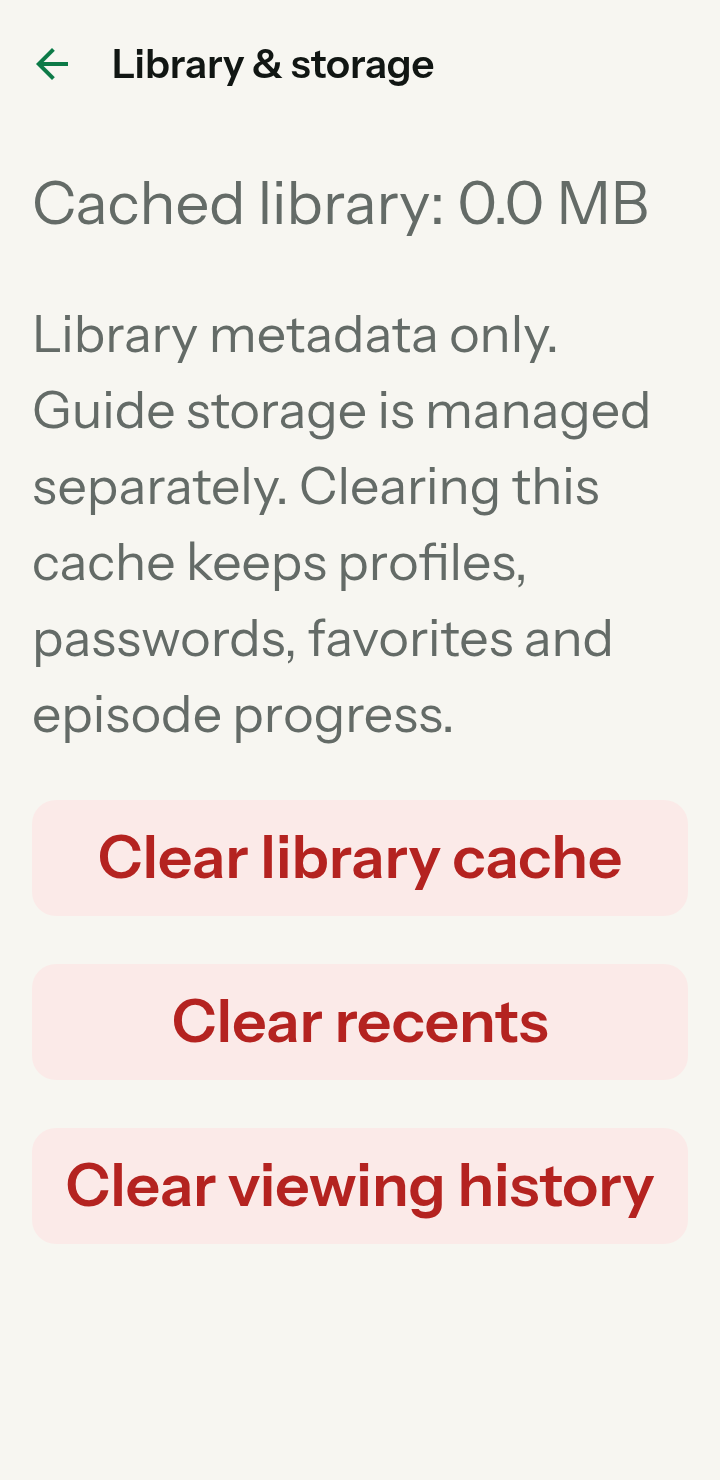 Library & storage
Cached library: 0.0 MB
Library metadata only.
Guide storage is managed
separately. Clearing this
cache keeps profiles,
passwords, favorites and
episode progress.
Clear library cache
Clear recents
Clear viewing history